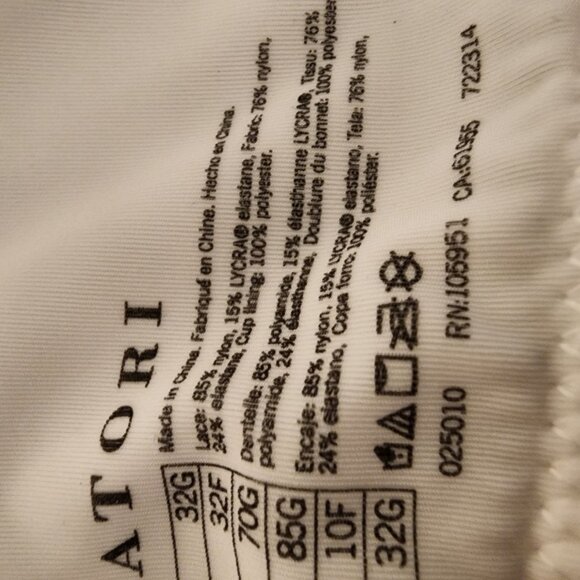 ATORI
32G
32F
70G
85G
10F
32G
Made in China. Fabriqué en Chine. Hecho en China.
Lace: 85% nylon, 15% LYCRA® elastane, Fabric: 76% nylon,
24% elastane, Cup lining: 100% polyester.
Dentelle: 85% polyamide, 15% élasthanne LYCRA®, Tissu: 76%
polyamide, 24% élasthanne, Doublure du bonnet: 100% polyester
Encaje: 85% nylon, 15% LYCRA® elastano, Tela: 76% nylon,
24% elastano, Copa forro: 100% poliéster.
025010 RN:105951 CA:61965 722314